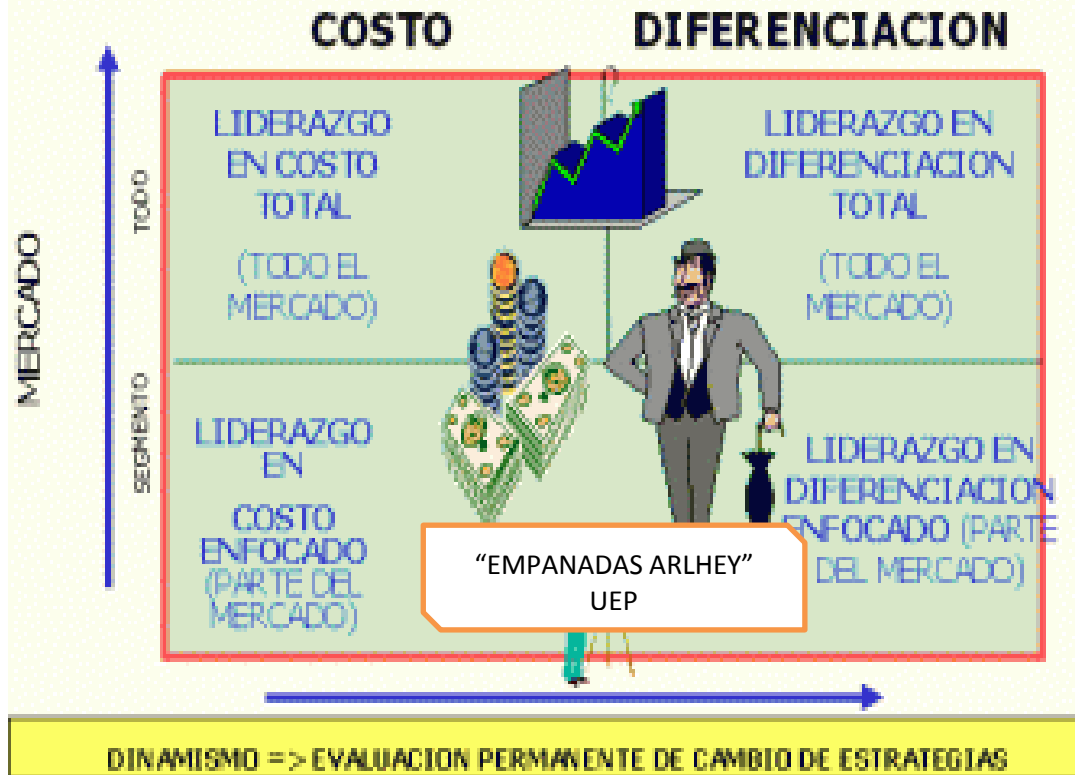 COSTO
DIFERENCIACION
MERCADO
TODO
SEGMENTO
LIDERAZGO
EN COSTO
TOTAL
(TODO EL
MERCADO)
LIDERAZGO EN
DIFERENCIACION
TOTAL
(TODO EL
MERCADO)
LIDERAZGO
EN
COSTO
ENFOCADO
(PARTE DEL
MERCADO)
LIDERAZGO EN
DIFERENCIACION
ENFOCADO (PARTE
DEL MERCADO)
“EMPANADAS ARLHEY”
UEP
DINAMISMO => EVALUACION PERMANENTE DE CAMBIO DE ESTRATEGIAS